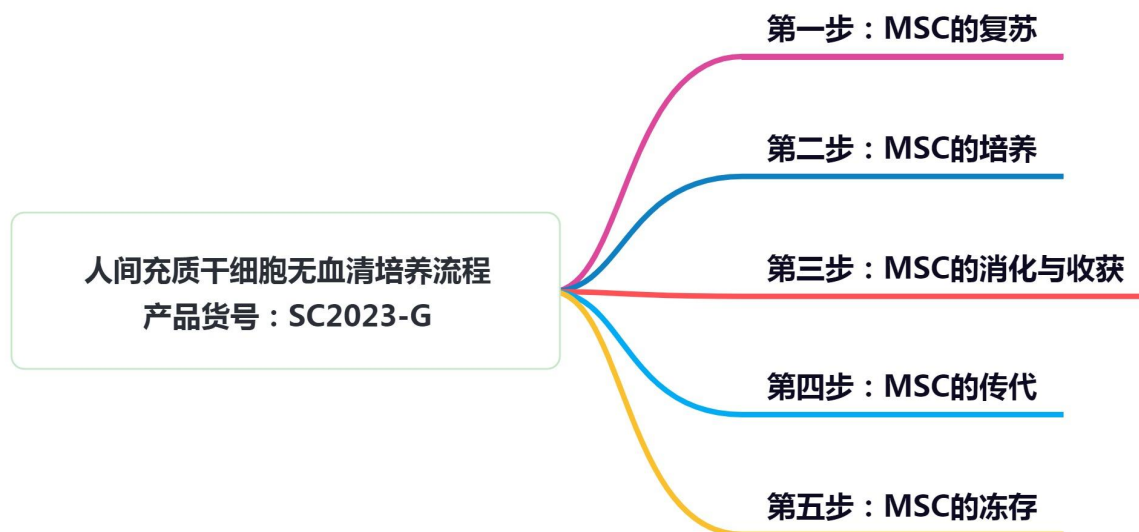 人间充质干细胞无血清培养流程
产品货号：SC2023-G
第一步：MSC的复苏
第二步：MSC的培养
第三步：MSC的消化与收获
第四步：MSC的传代
第五步：MSC的冻存